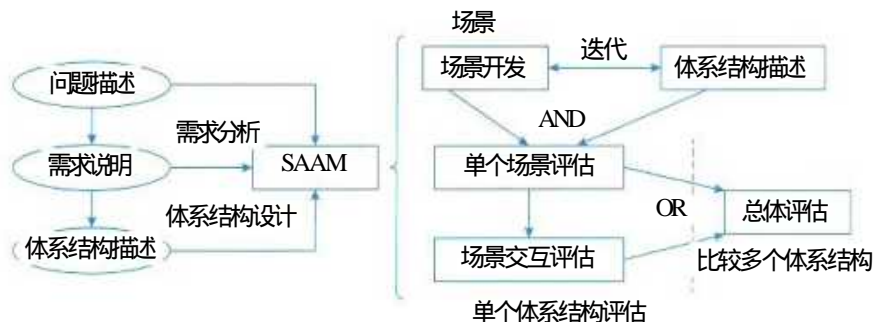 场景
场景开发
迭代
体系结构描述
问题描述
AND
需求分析
需求说明
SAAM
单个场景评估
OR
总体评估
体系结构设计
体系结构描述
场景交互评估
比较多个体系结构
单个体系结构评估